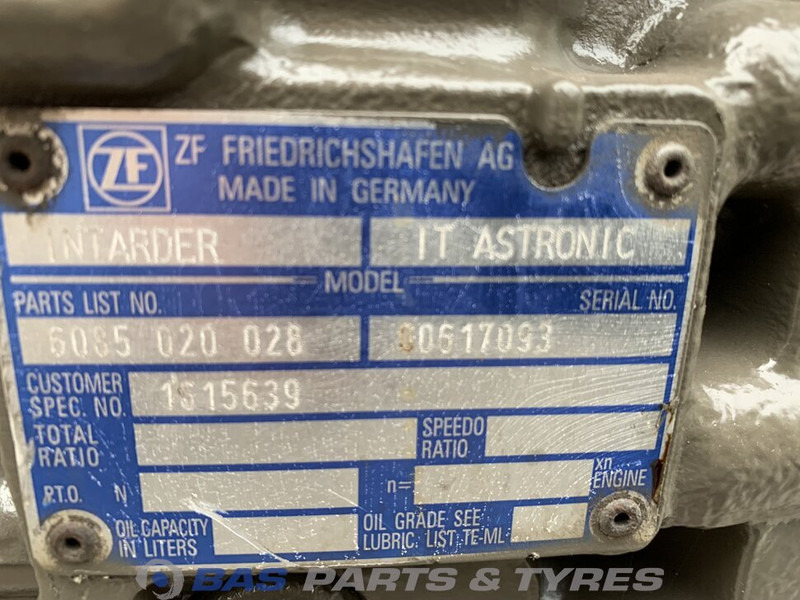 ZF
ZF FRIEDRICHSHAFEN AG
MADE IN GERMANY
INTARDER IT ASTRONIC
MODEL
PARTS LIST NO. SERIAL NO.
6085 020 028 80617093
CUSTOMER
SPEC. NO. 1615639
TOTAL
RATIO
SPEEDO
RATIO
P.T.O. N n= xn
ENGINE
OIL CAPACITY
IN LITERS
OIL GRADE SEE
LUBRIC. LIST TE-ML
BAS PARTS & TYRES